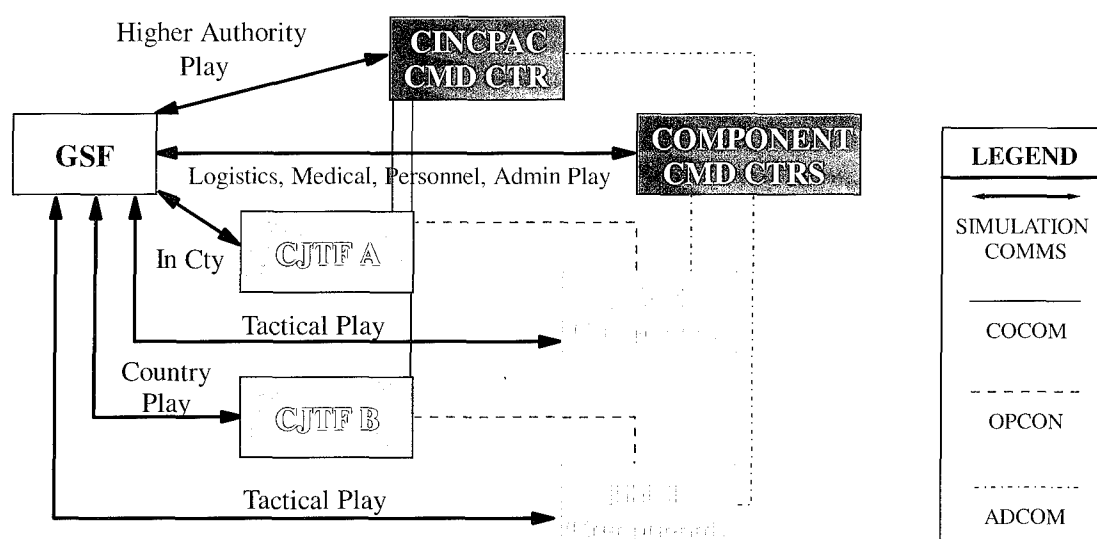 Higher Authority
Play
CINCPAC
CMD CTR
GSF
COMPONENT
CMD CTRS
Logistics, Medical, Personnel, Admin Play
In Cty
CJTF A
Tactical Play
Country
Play
CJTF B
Tactical Play
LEGEND
SIMULATION
COMMS
COCOM
OPCON
ADCOM